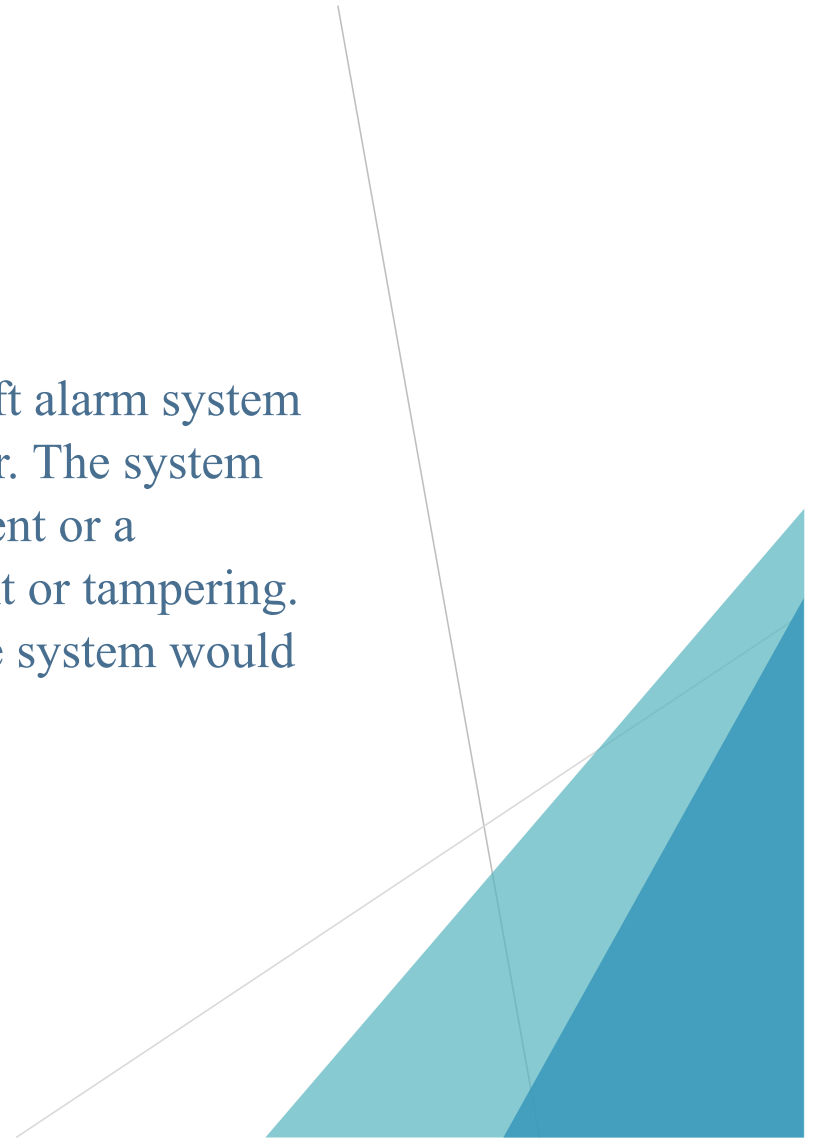 ft alarm system
r. The system
ent or a
t or tampering.
e system would